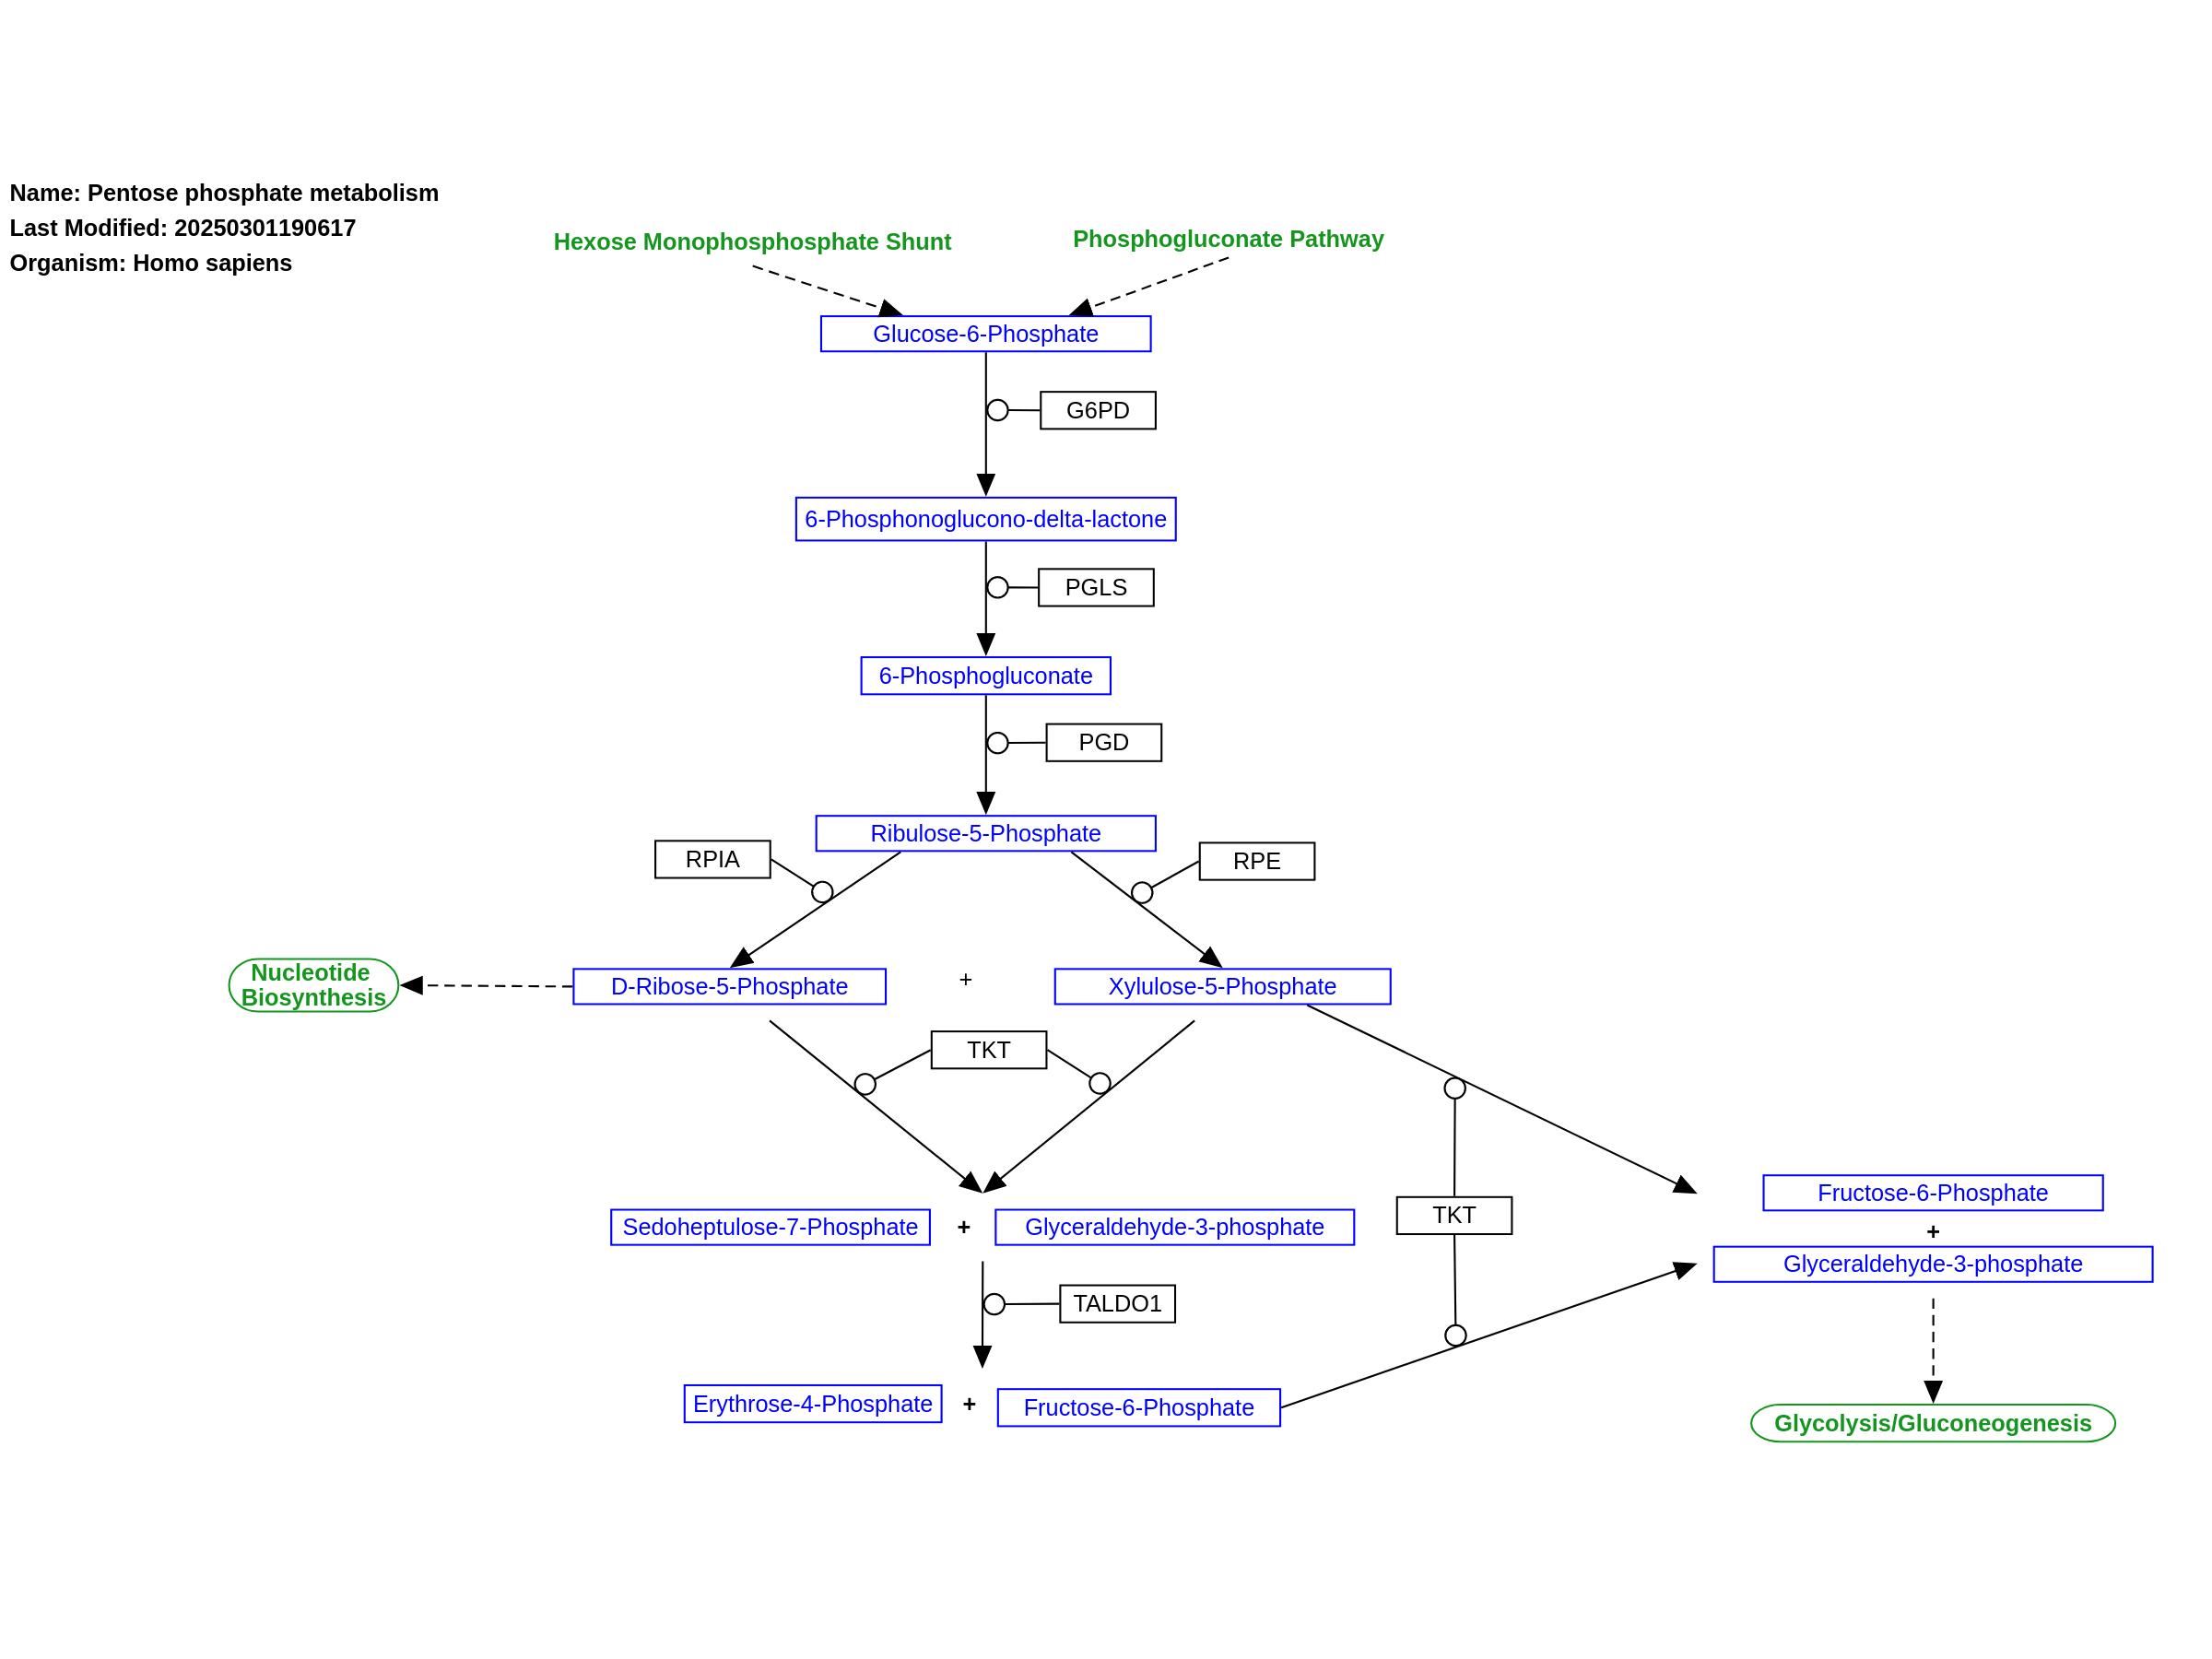 Name: Pentose phosphate metabolism
Last Modified: 20250301190617
Organism: Homo sapiens
Hexose Monophosphosphate Shunt
Phosphogluconate Pathway
Glucose-6-Phosphate
G6PD
6-Phosphonoglucono-delta-lactone
PGLS
6-Phosphogluconate
PGD
Ribulose-5-Phosphate
RPIA
RPE
Nucleotide
Biosynthesis
D-Ribose-5-Phosphate
+
Xylulose-5-Phosphate
TKT
Sedoheptulose-7-Phosphate
+
Glyceraldehyde-3-phosphate
TKT
Fructose-6-Phosphate
+
Glyceraldehyde-3-phosphate
TALDO1
Erythrose-4-Phosphate
+
Fructose-6-Phosphate
Glycolysis/Gluconeogenesis